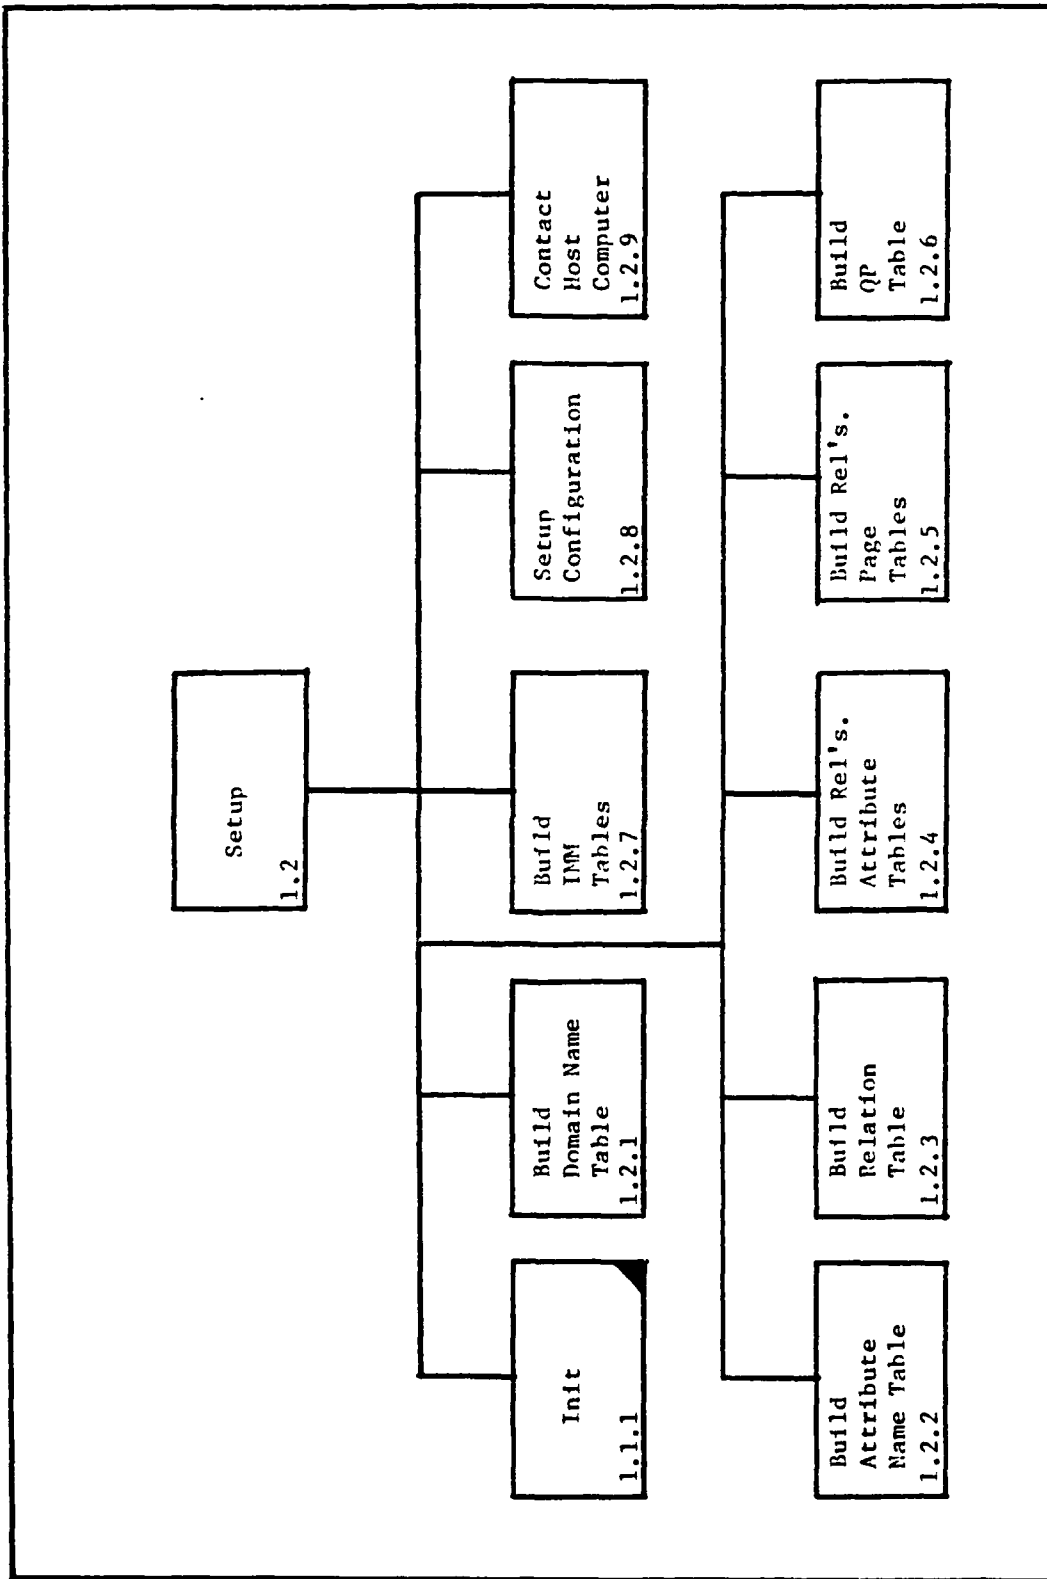 Setup
1.2
Init
1.1.1
Build
Domain Name
Table
1.2.1
Build
IMM
Tables
1.2.7
Setup
Configuration
1.2.8
Contact
Host
Computer
1.2.9
Build
Attribute
Name Table
1.2.2
Build
Relation
Table
1.2.3
Build Rel's.
Attribute
Tables
1.2.4
Build Rel's.
Page
Tables
1.2.5
Build
QP
Table
1.2.6